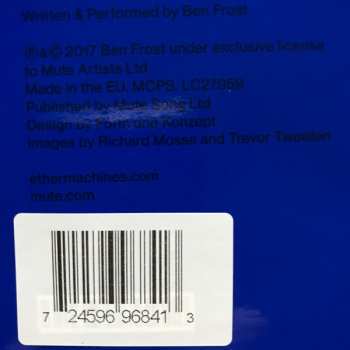 Written & Performed by Ben Frost
℗&© 2017 Ben Frost under exclusive license
to Mute Artists Ltd
Made in the EU, MCPS, LC27059
Published by Mute Song Ltd
Design by Form und Konzept
Images by Richard Mosse and Trevor Tweeten
ethermachines.com
mute.com
7 24596 96841 3